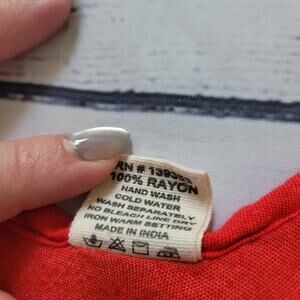 RN # 1393
100% RAYON
HAND WASH
COLD WATER
WASH SEPARATELY
NO BLEACH LINE DRY
IRON WARM SETTING
MADE IN INDIA